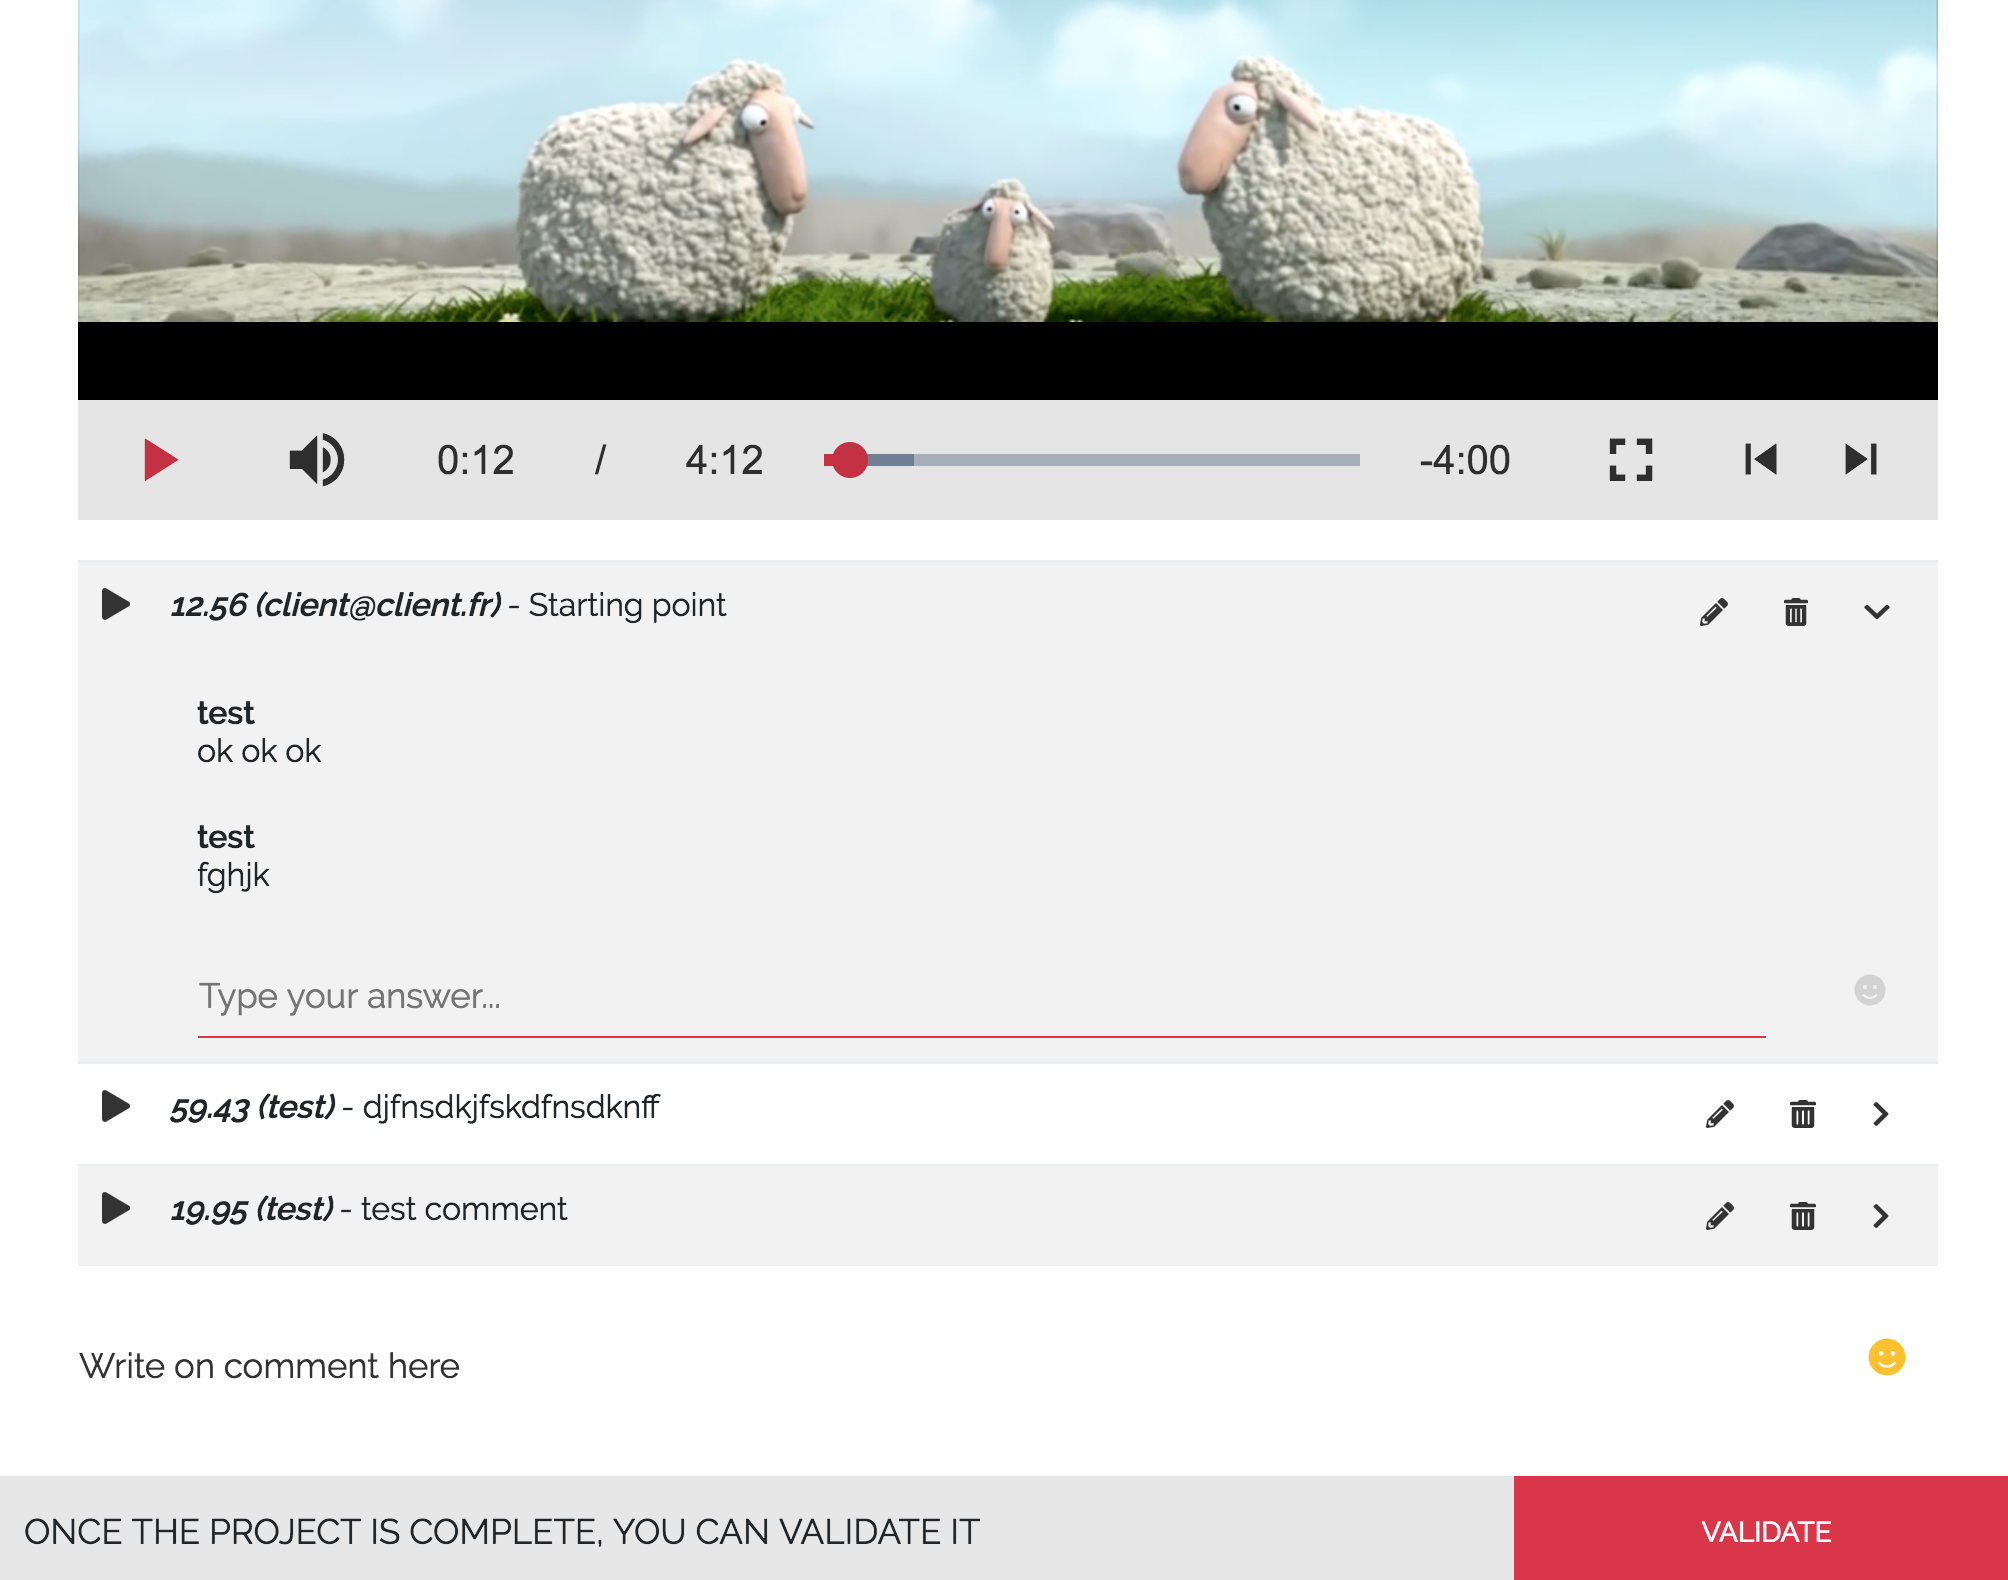 0:12 / 4:12 -4:00
12.56 (client@client.fr) - Starting point
test
ok ok ok
test
fghjk
Type your answer...
59.43 (test) - djfnsdkjfskdfnsdknff
19.95 (test) - test comment
Write on comment here
ONCE THE PROJECT IS COMPLETE, YOU CAN VALIDATE IT VALIDATE